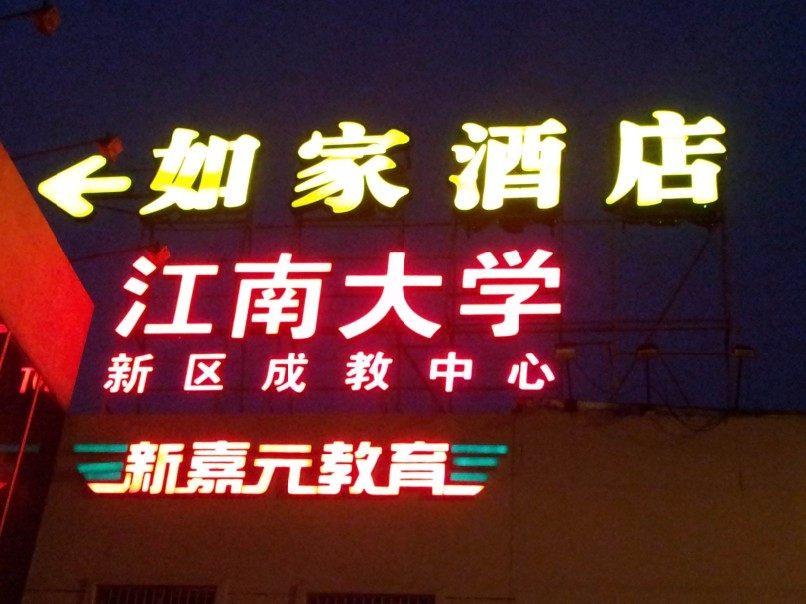 ←如家酒店
江南大学
新区成教中心
新嘉元教育